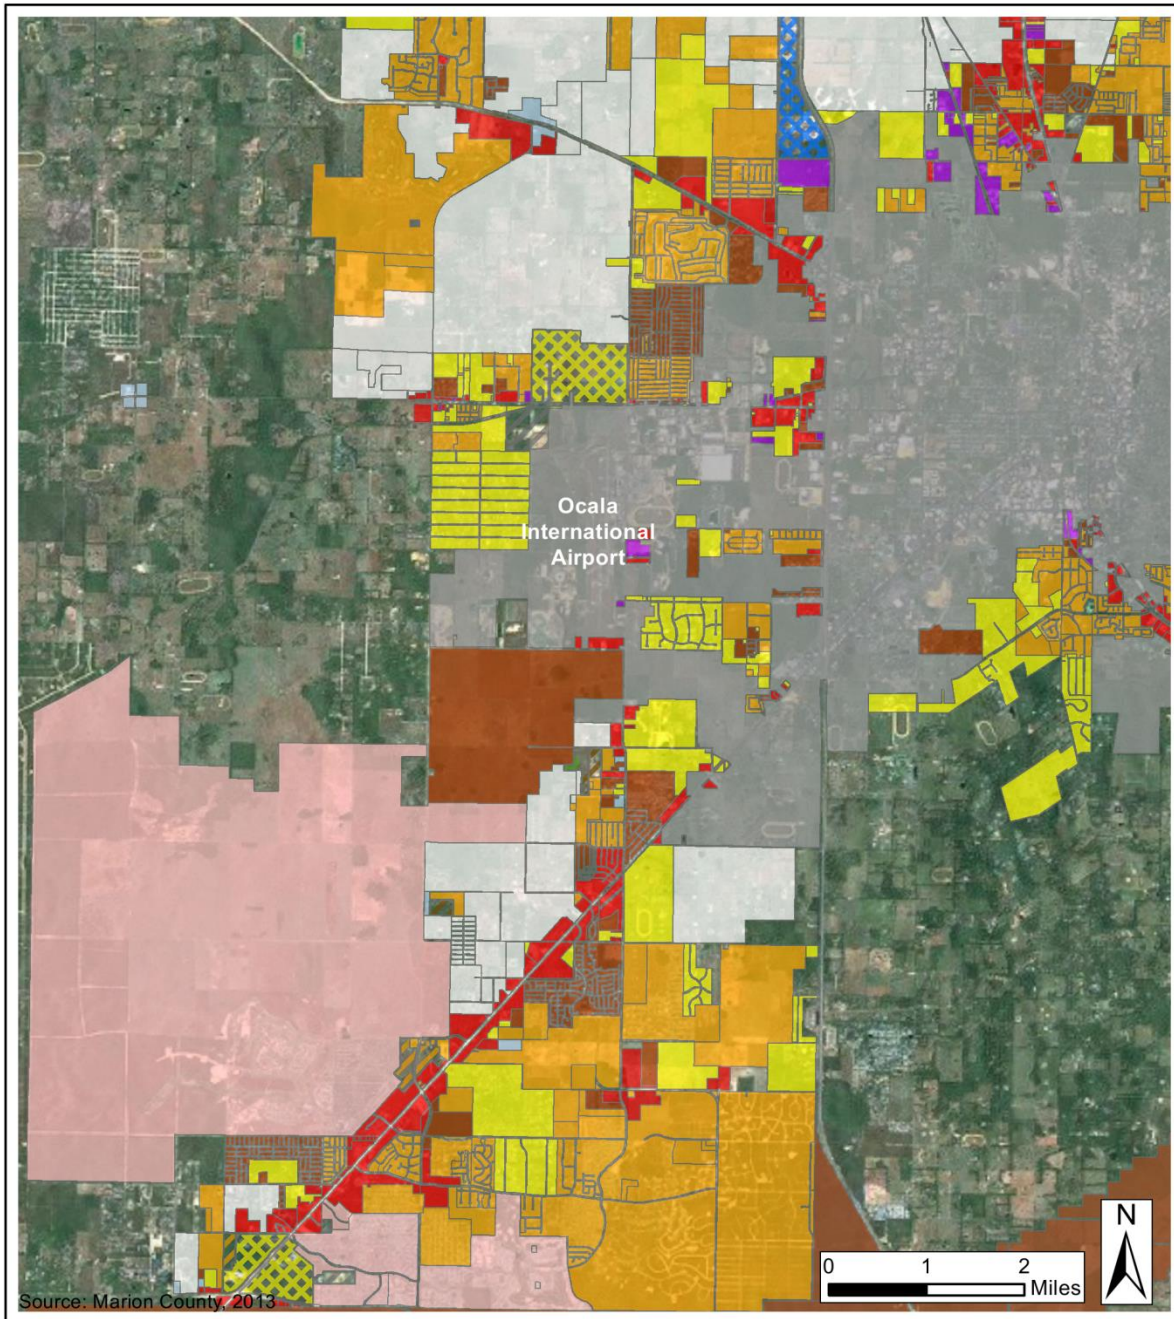 Ocala
International
Airport
N
0 1 2
Miles
Source: Marion County, 2013